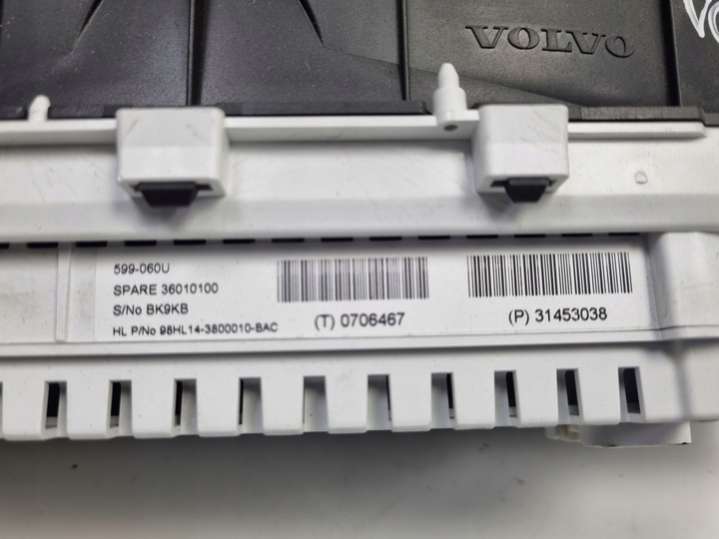 VOLVO
599-060U
SPARE 36010100
S/No BK9KB
HL P/No 98HL14-3800010-BAC
(T) 0706467
(P) 31453038